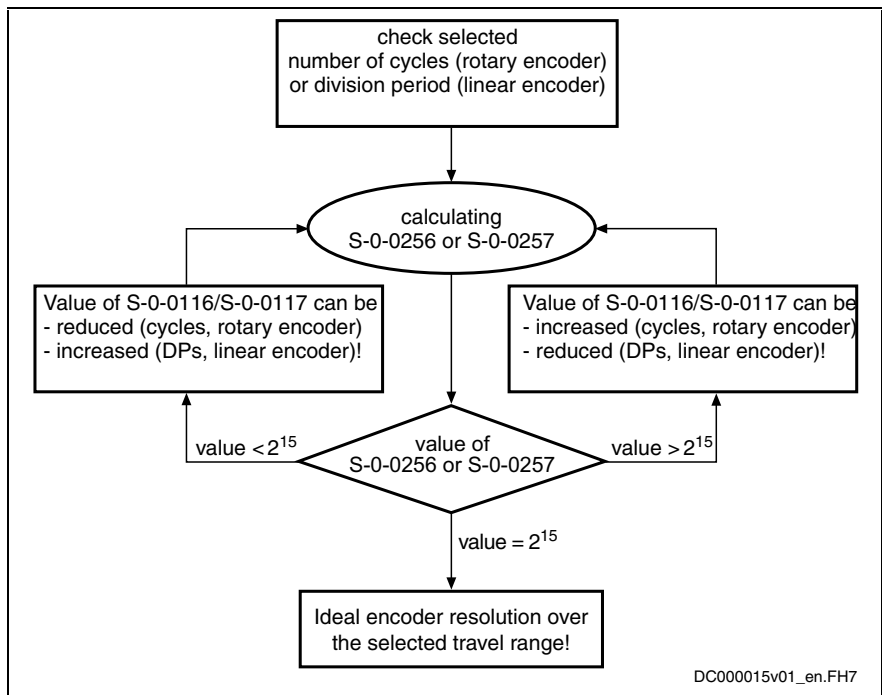 check selected
number of cycles (rotary encoder)
or division period (linear encoder)
calculating
S-0-0256 or S-0-0257
Value of S-0-0116/S-0-0117 can be
- reduced (cycles, rotary encoder)
- increased (DPs, linear encoder)!
Value of S-0-0116/S-0-0117 can be
- increased (cycles, rotary encoder)
- reduced (DPs, linear encoder)!
value < 2¹⁵
value of
S-0-0256 or S-0-0257
value > 2¹⁵
value = 2¹⁵
Ideal encoder resolution over
the selected travel range!
DC000015v01_en.FH7